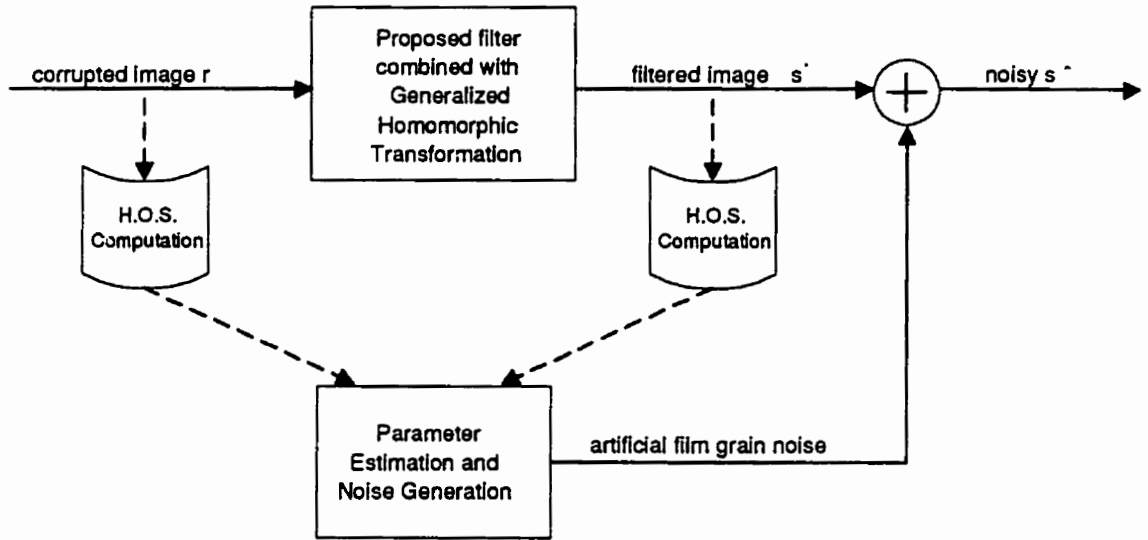 corrupted image r
Proposed filter
combined with
Generalized
Homomorphic
Transformation
filtered image s
noisy s
H.O.S.
Computation
H.O.S.
Computation
Parameter
Estimation and
Noise Generation
artificial film grain noise